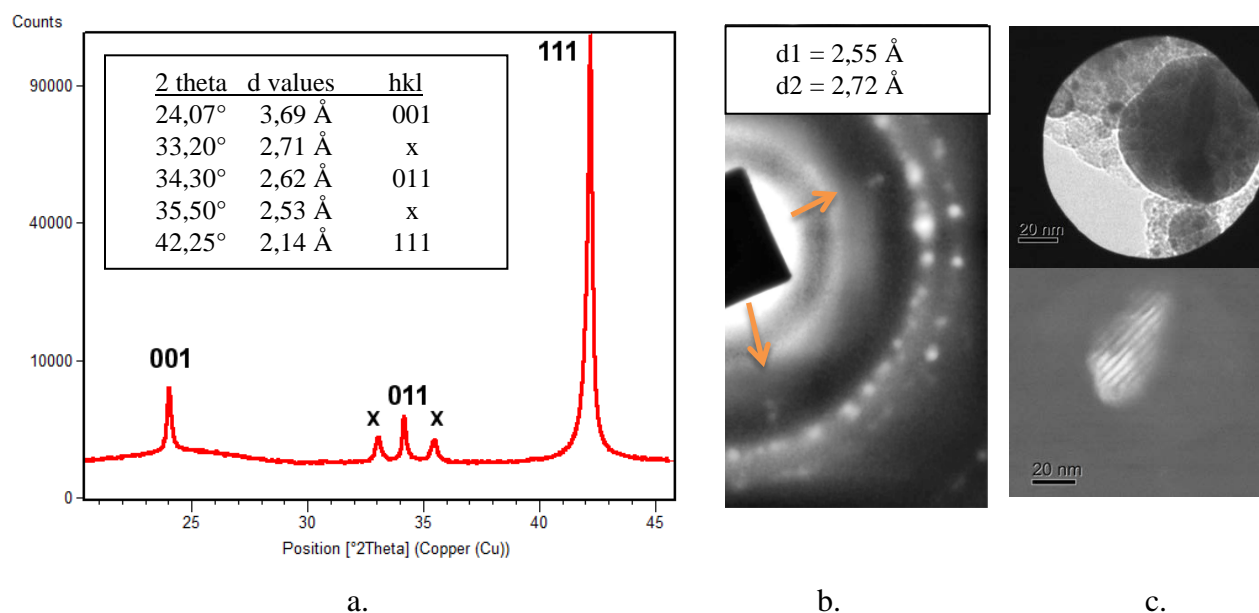 Counts
90000
40000
10000
0
2 theta d values hkl
24,07° 3,69 Å 001
33,20° 2,71 Å x
34,30° 2,62 Å 011
35,50° 2,53 Å x
42,25° 2,14 Å 111
111
001
x
011
x
25 30 35 40 45
Position [°2Theta] (Copper (Cu))
a.
d1 = 2,55 Å
d2 = 2,72 Å
b.
20 nm
20 nm
c.